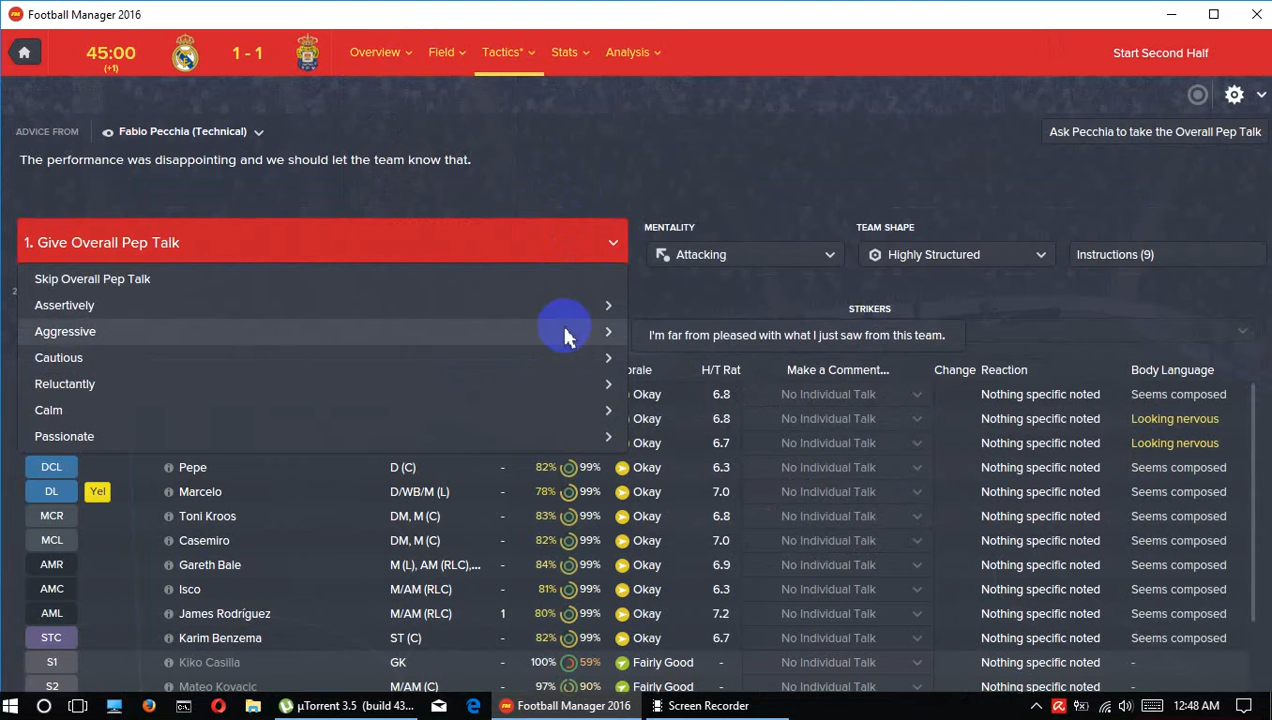 Football Manager 2016
45:00
(+1)
1 - 1
Overview
Field
Tactics*
Stats
Analysis
Start Second Half
ADVICE FROM
Fabio Pecchia (Technical)
Ask Pecchia to take the Overall Pep Talk
The performance was disappointing and we should let the team know that.
1. Give Overall Pep Talk
MENTALITY
Attacking
TEAM SHAPE
Highly Structured
Instructions (9)
Skip Overall Pep Talk
Assertively
Aggressive
Cautious
Reluctantly
Calm
Passionate
STRIKERS
I'm far from pleased with what I just saw from this team.
H/T Rat Make a Comment... Change Reaction Body Language
Okay 6.8 No Individual Talk Nothing specific noted Seems composed
Okay 6.8 No Individual Talk Nothing specific noted Looking nervous
Okay 6.7 No Individual Talk Nothing specific noted Looking nervous
DCL Pepe D (C) - 82% 99% Okay 6.3 No Individual Talk Nothing specific noted Seems composed
DL Yel Marcelo D/WB/M (L) - 78% 99% Okay 7.0 No Individual Talk Nothing specific noted Seems composed
MCR Toni Kroos DM, M (C) - 83% 99% Okay 6.8 No Individual Talk Nothing specific noted Seems composed
MCL Casemiro DM, M (C) - 82% 99% Okay 7.0 No Individual Talk Nothing specific noted Seems composed
AMR Gareth Bale M (L), AM (RLC),... - 84% 99% Okay 6.9 No Individual Talk Nothing specific noted Seems composed
AMC Isco M/AM (RLC) - 81% 99% Okay 6.3 No Individual Talk Nothing specific noted Seems composed
AML James Rodríguez M/AM (RLC) 1 80% 99% Okay 7.2 No Individual Talk Nothing specific noted Seems composed
STC Karim Benzema ST (C) - 82% 99% Okay 6.7 No Individual Talk Nothing specific noted Seems composed
S1 Kiko Casilla GK - 100% 59% Fairly Good - No Individual Talk Nothing specific noted -
S2 Mateo Kovacic M/AM (C) - 97% 90% Fairly Good - No Individual Talk Nothing specific noted -
µTorrent 3.5 (build 43...
Football Manager 2016
Screen Recorder
12:48 AM